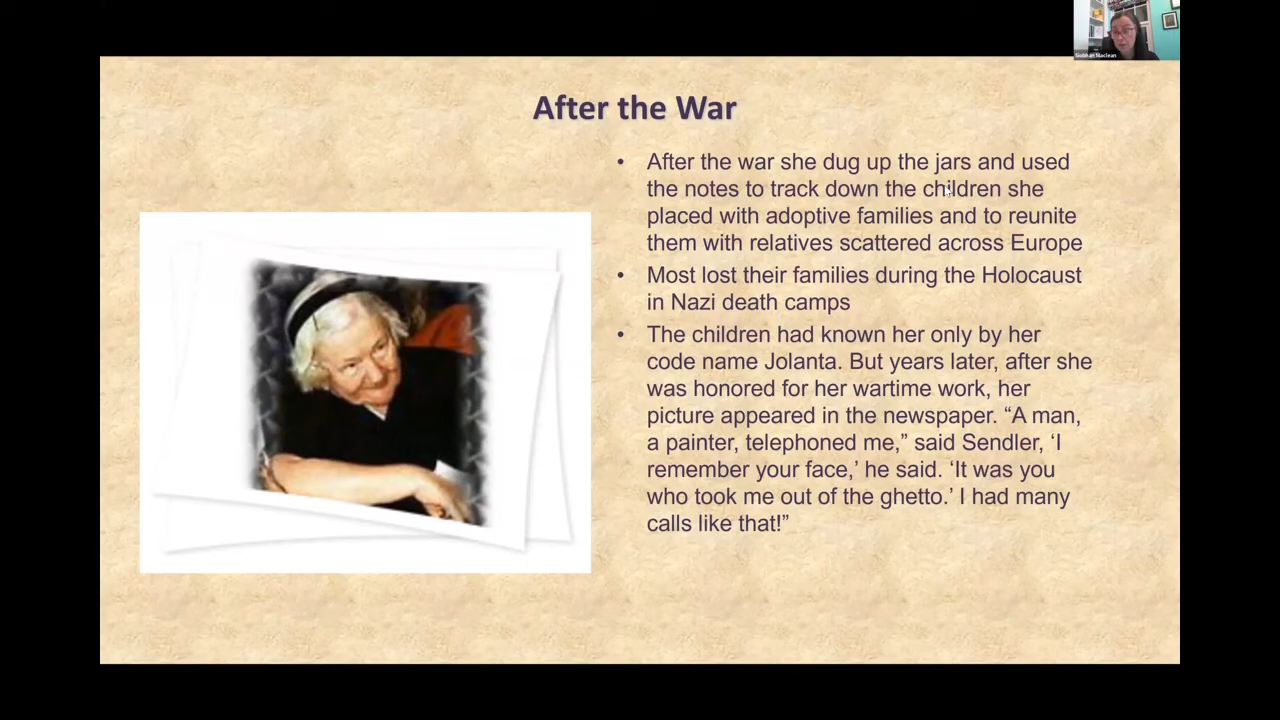 Siobhan Maclean
After the War
• After the war she dug up the jars and used
the notes to track down the children she
placed with adoptive families and to reunite
them with relatives scattered across Europe
• Most lost their families during the Holocaust
in Nazi death camps
• The children had known her only by her
code name Jolanta. But years later, after she
was honored for her wartime work, her
picture appeared in the newspaper. “A man,
a painter, telephoned me,” said Sendler, ‘I
remember your face,’ he said. ‘It was you
who took me out of the ghetto.’ I had many
calls like that!”